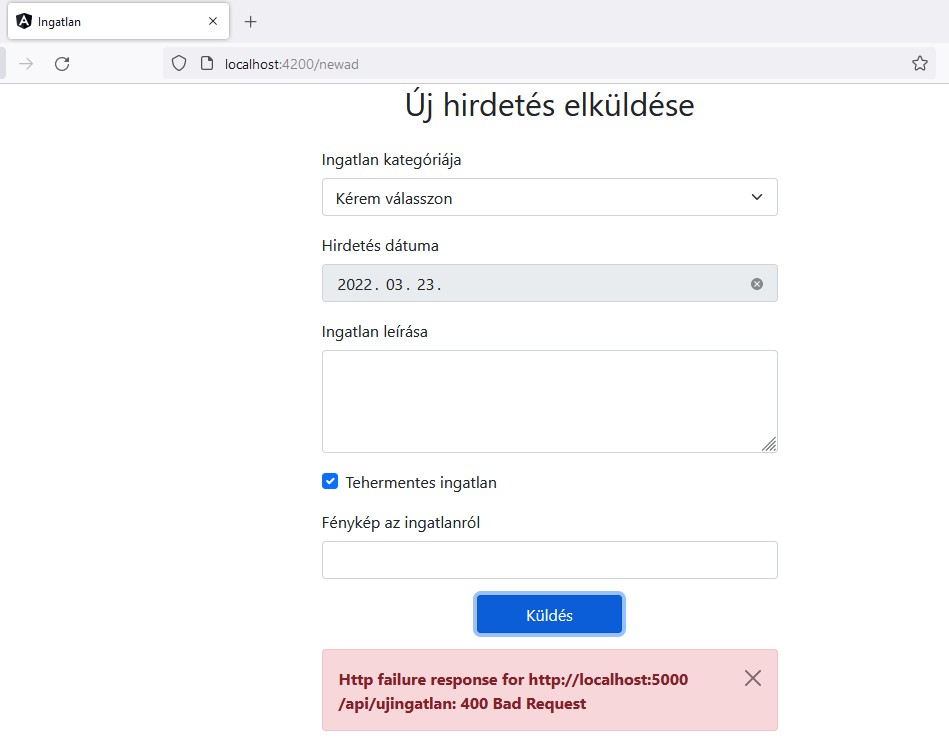 Ingatlan
localhost:4200/newad
Új hirdetés elküldése
Ingatlan kategóriája
Kérem válasszon
Hirdetés dátuma
2022. 03. 23.
Ingatlan leírása
Tehermentes ingatlan
Fénykép az ingatlanról
Küldés
Http failure response for http://localhost:5000
/api/ujingatlan: 400 Bad Request